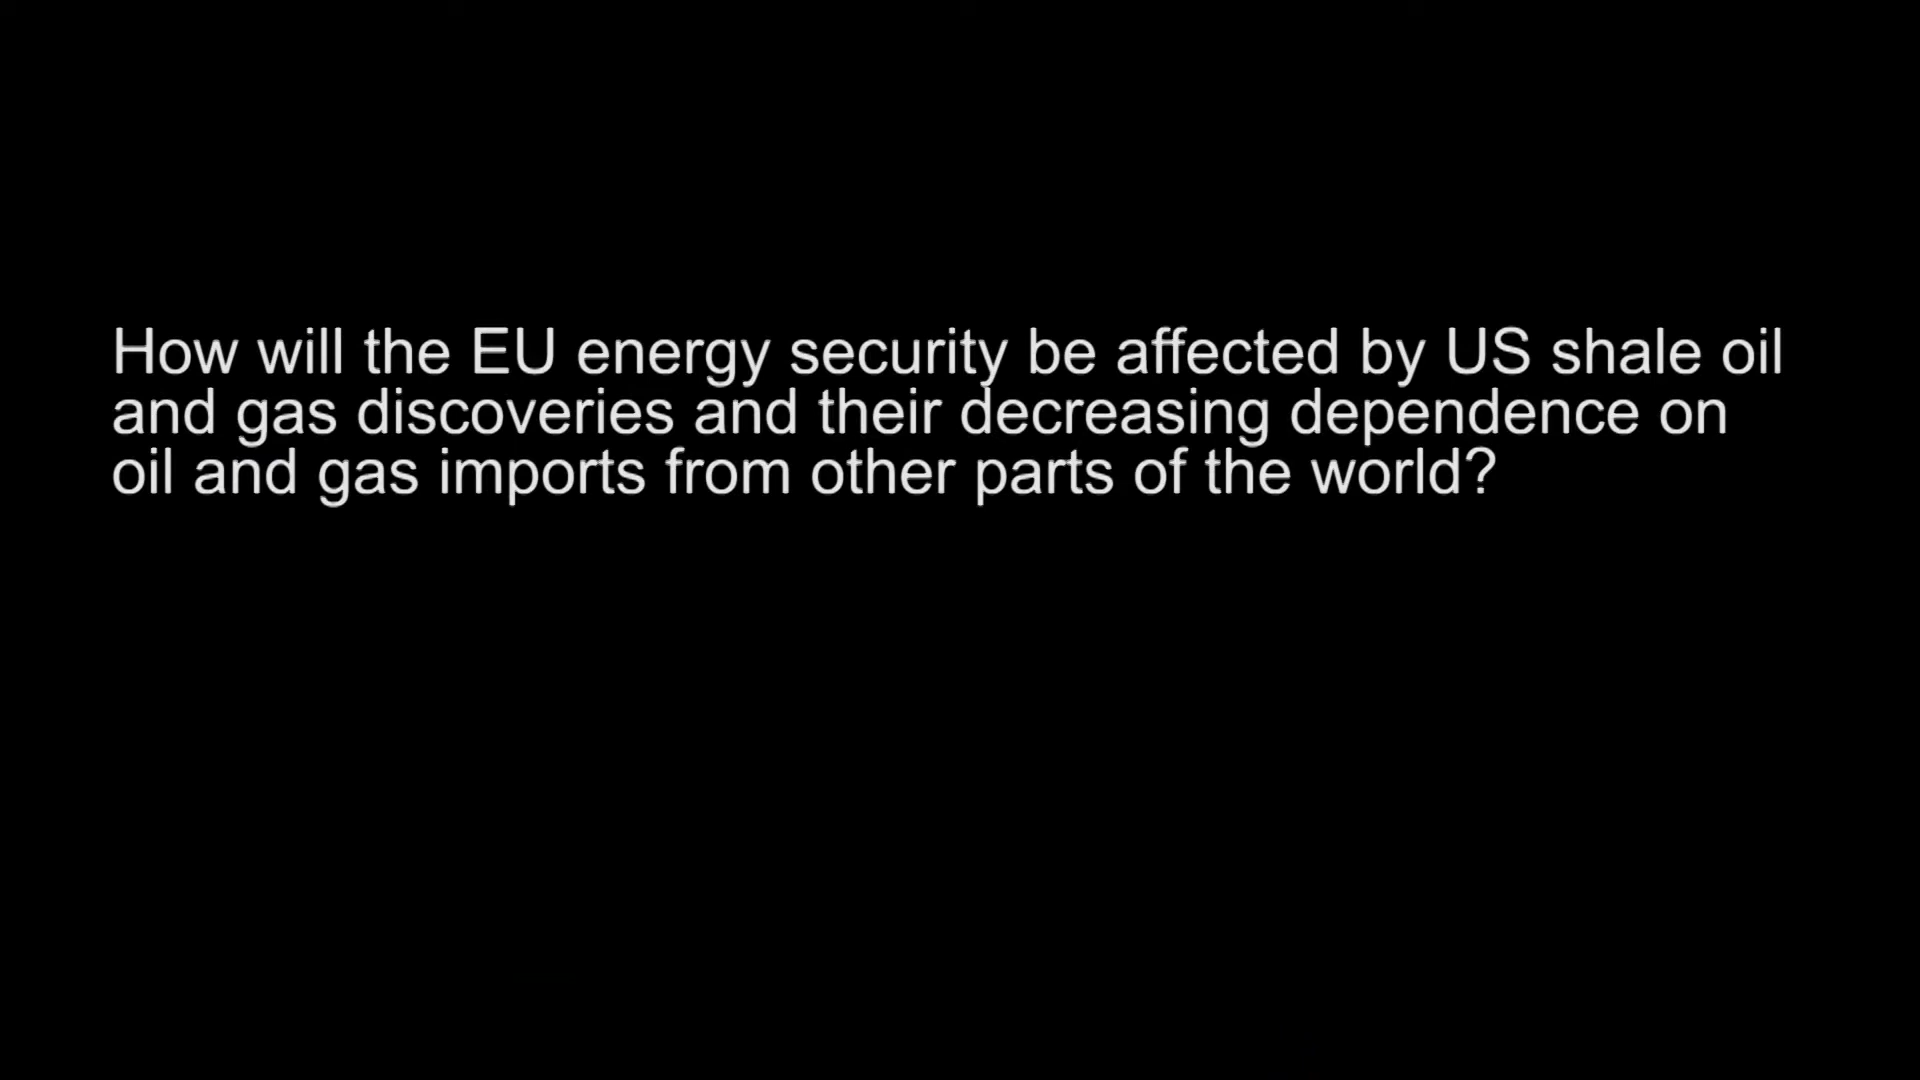 How will the EU energy security be affected by US shale oil
and gas discoveries and their decreasing dependence on
oil and gas imports from other parts of the world?